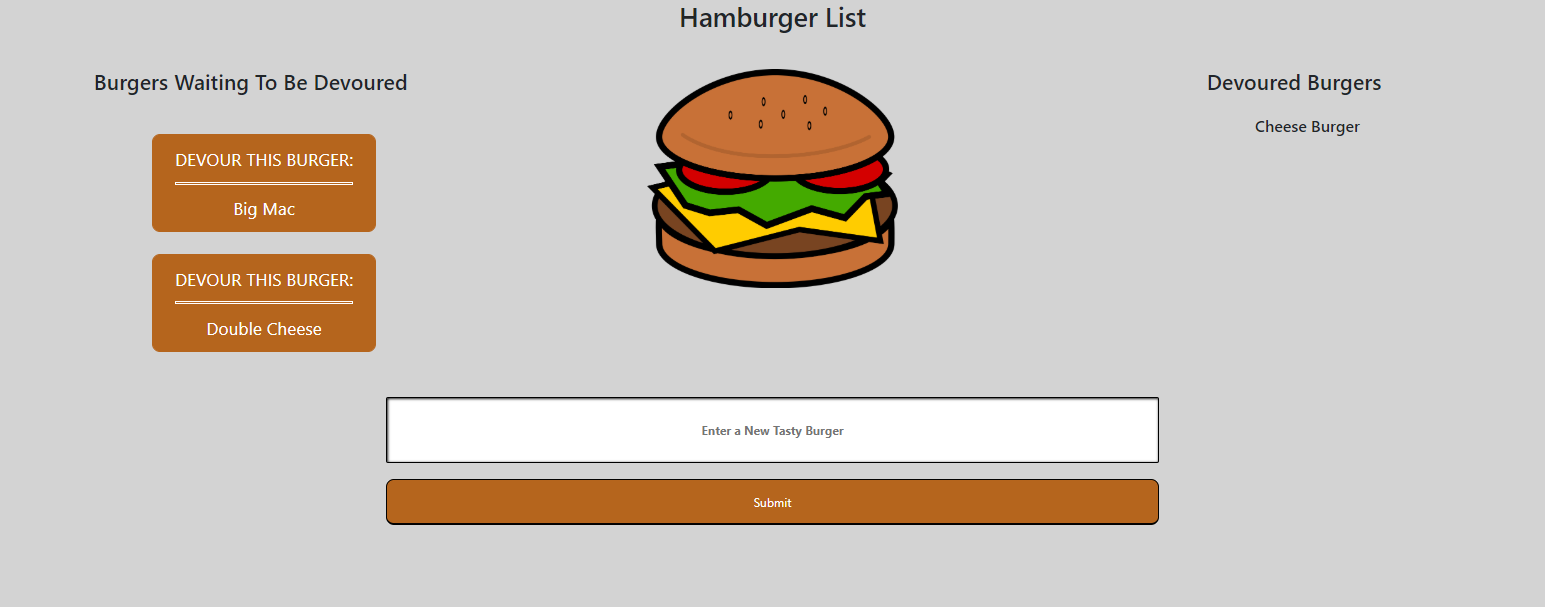 Hamburger List
Burgers Waiting To Be Devoured
DEVOUR THIS BURGER:
Big Mac
DEVOUR THIS BURGER:
Double Cheese
Devoured Burgers
Cheese Burger
Enter a New Tasty Burger
Submit